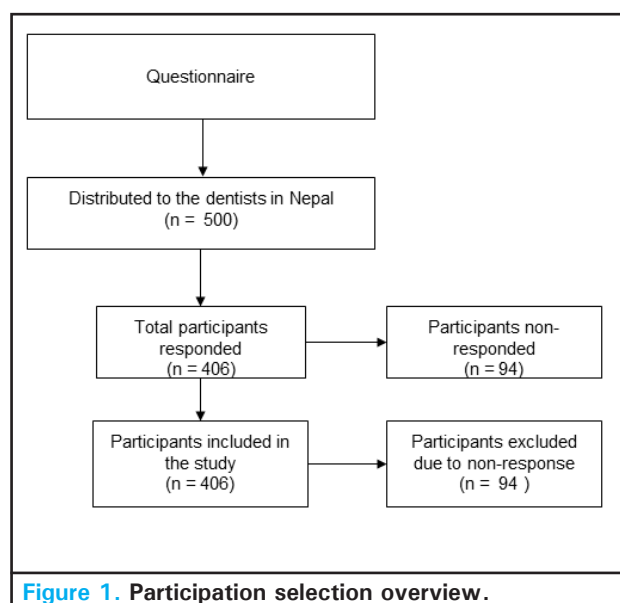 Questionnaire
Distributed to the dentists in Nepal
(n = 500)
Total participants
responded
(n = 406)
Participants non-
responded
(n = 94)
Participants included in
the study
(n = 406)
Participants excluded
due to non-response
(n = 94 )
Figure 1. Participation selection overview.